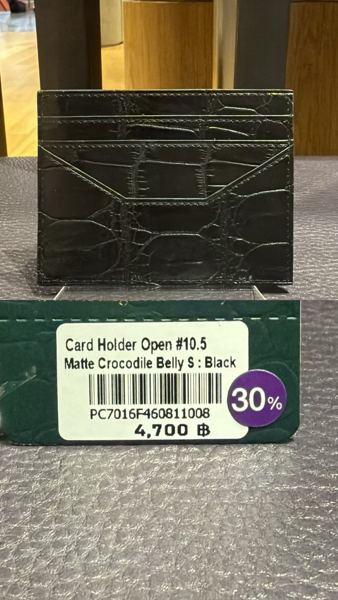 Card Holder Open #10.5
Matte Crocodile Belly S : Black
PC7016F460811008
4,700 ฿
30%